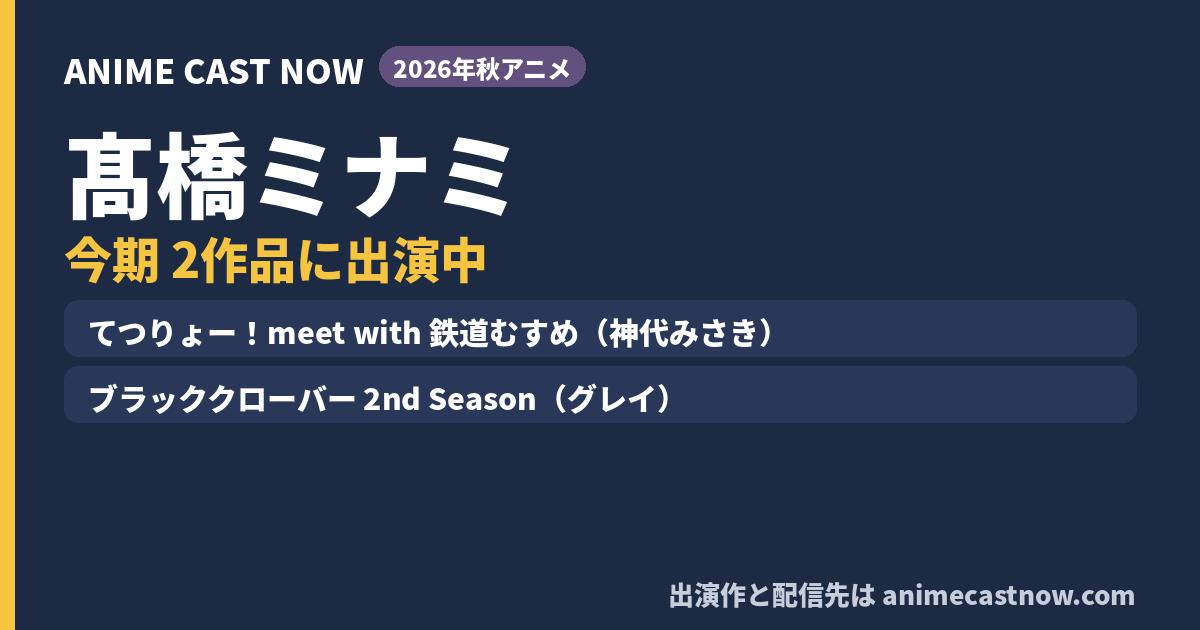 ANIME CAST NOW 2026年秋アニメ
髙橋ミナミ
今期 2作品に出演中
てつりょー！meet with 鉄道むすめ（神代みさき）
ブラッククローバー 2nd Season（グレイ）
出演作と配信先は animecastnow.com